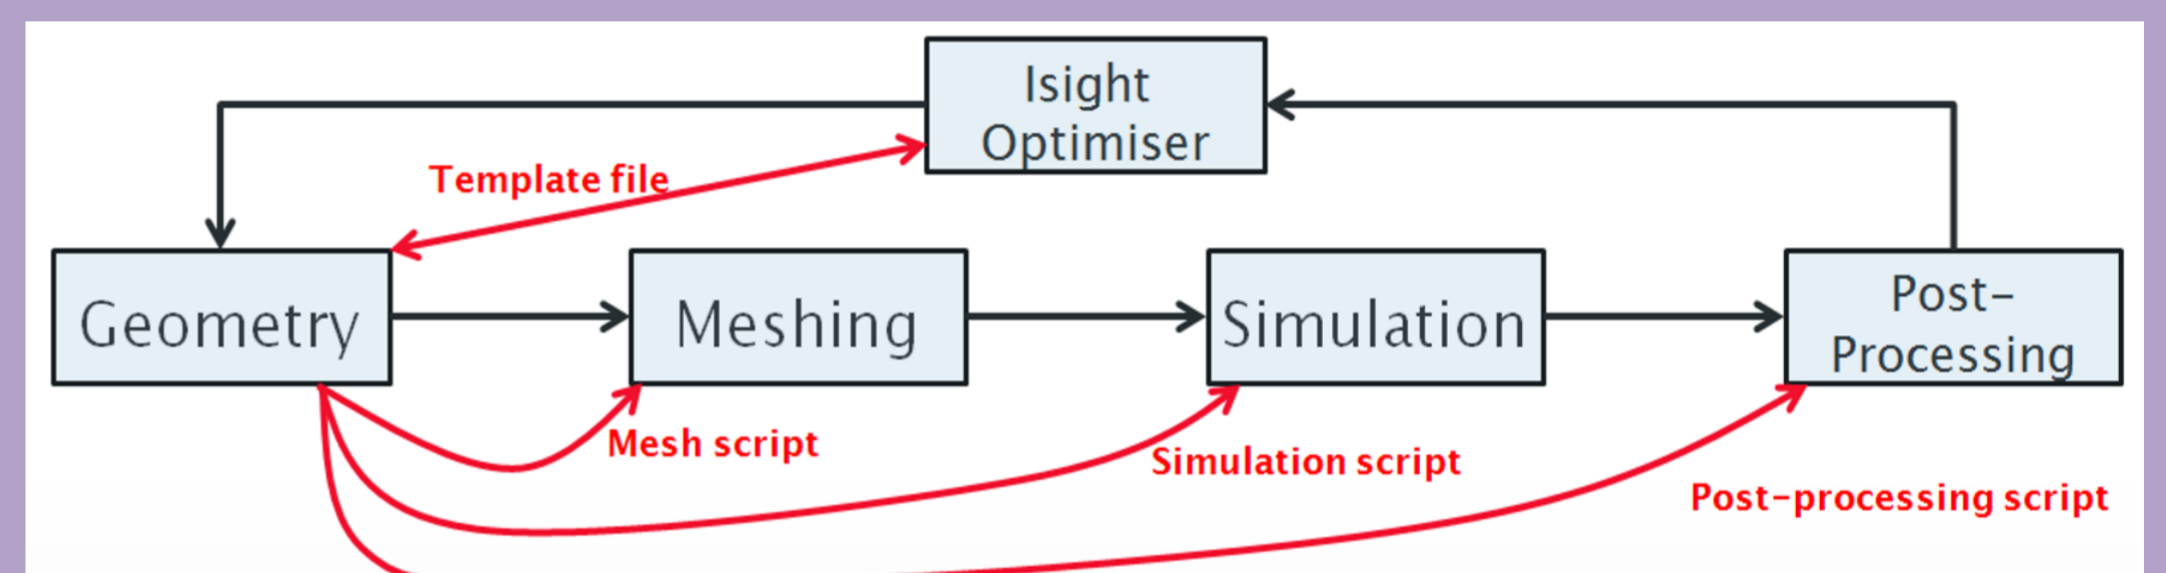 Isight
Optimiser
Template file
Geometry
Meshing
Simulation
Post-
Processing
Mesh script
Simulation script
Post-processing script